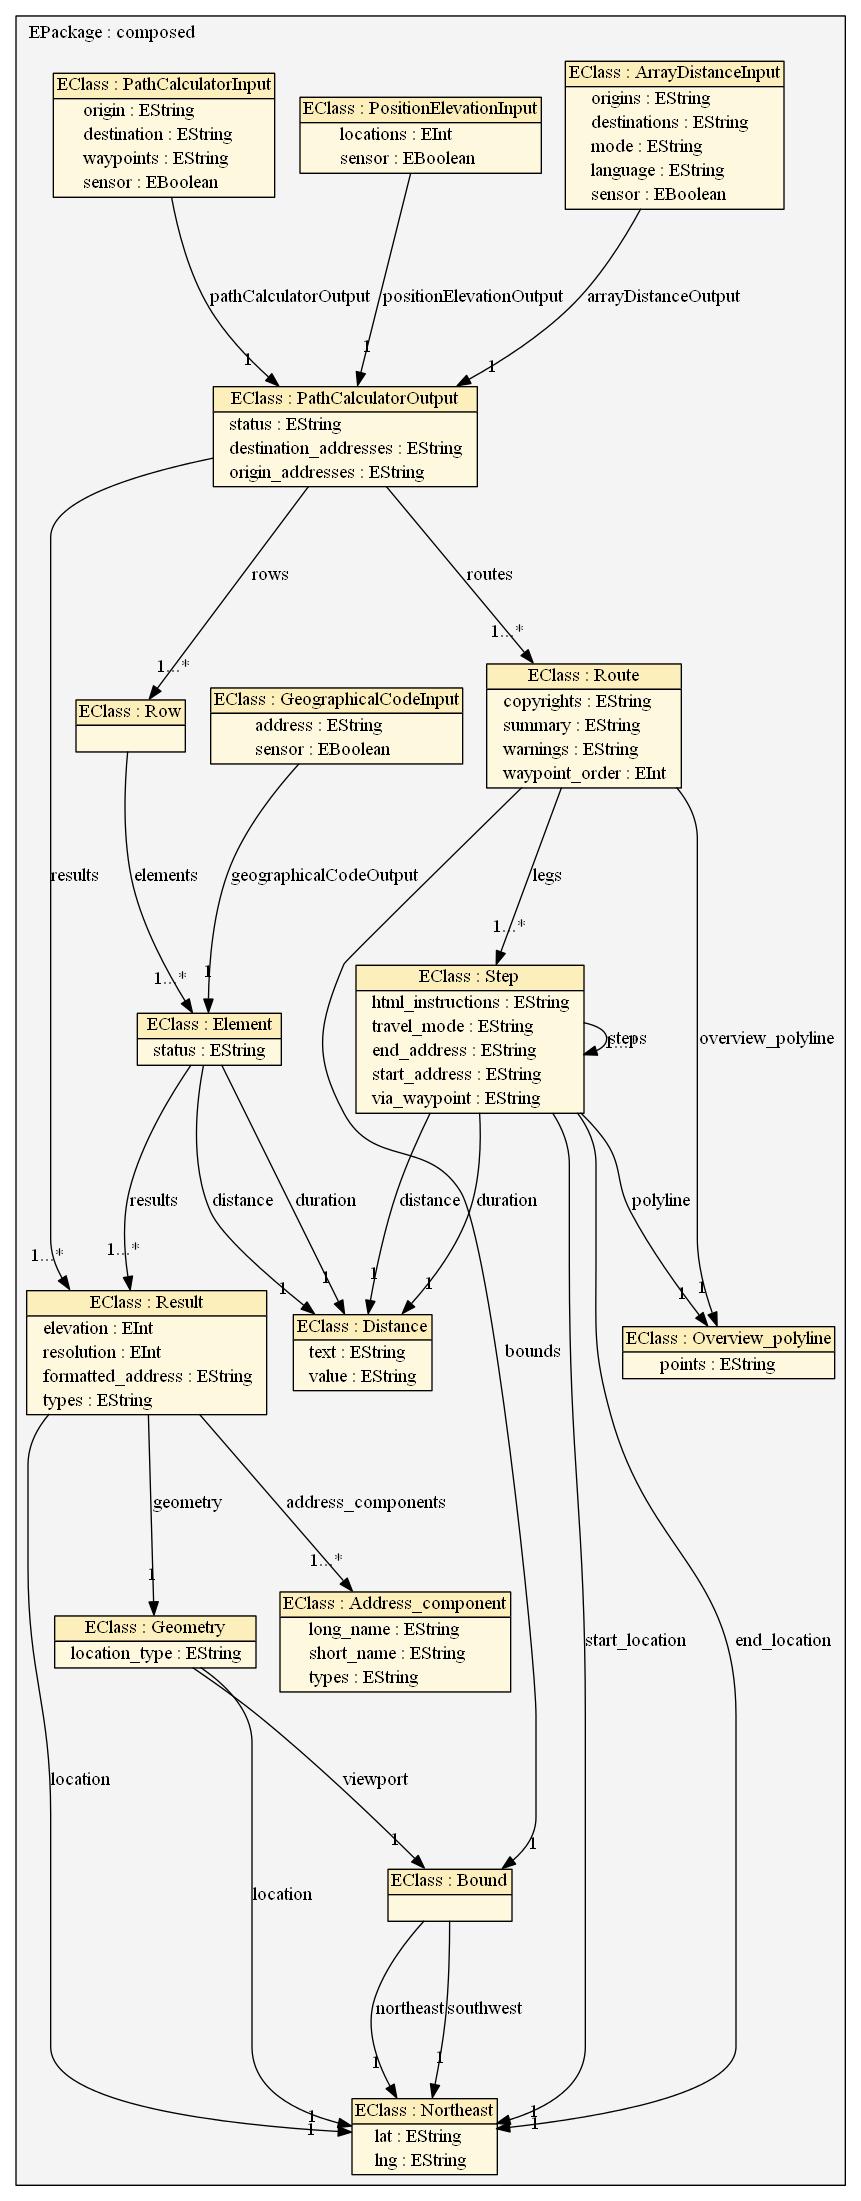 EPackage : composed
EClass : PathCalculatorInput
origin : EString
destination : EString
waypoints : EString
sensor : EBoolean
EClass : PositionElevationInput
locations : EInt
sensor : EBoolean
EClass : ArrayDistanceInput
origins : EString
destinations : EString
mode : EString
language : EString
sensor : EBoolean
pathCalculatorOutput
positionElevationOutput
arrayDistanceOutput
1
1
1
EClass : PathCalculatorOutput
status : EString
destination_addresses : EString
origin_addresses : EString
rows
routes
1...*
1...*
EClass : Row
EClass : GeographicalCodeInput
address : EString
sensor : EBoolean
EClass : Route
copyrights : EString
summary : EString
warnings : EString
waypoint_order : EInt
results
elements
geographicalCodeOutput
legs
1...*
1
1...*
EClass : Element
status : EString
EClass : Step
html_instructions : EString
travel_mode : EString
end_address : EString
start_address : EString
via_waypoint : EString
steps
overview_polyline
results
distance
duration
distance
duration
polyline
1...*
1...*
1
1
1
1
1
1
EClass : Result
elevation : EInt
resolution : EInt
formatted_address : EString
types : EString
EClass : Distance
text : EString
value : EString
EClass : Overview_polyline
points : EString
bounds
geometry
address_components
1
1...*
EClass : Geometry
location_type : EString
EClass : Address_component
long_name : EString
short_name : EString
types : EString
start_location
end_location
location
viewport
1
1
EClass : Bound
location
northeast
southwest
1
1
1
1
1
1
EClass : Northeast
lat : EString
lng : EString